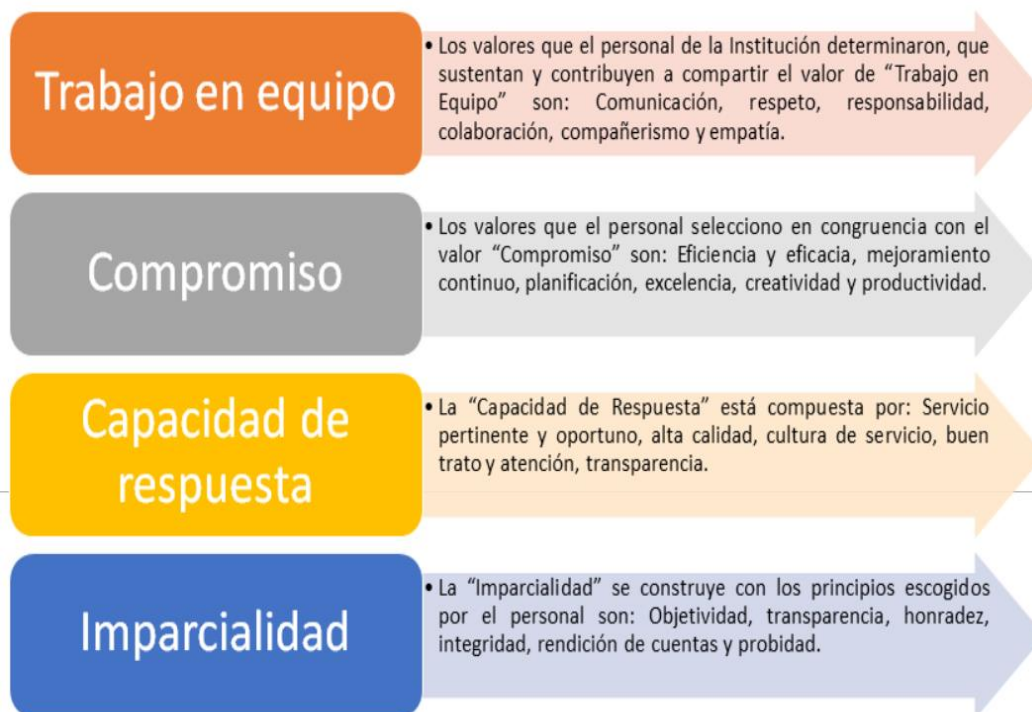 Trabajo en equipo
• Los valores que el personal de la Institución determinaron, que
sustentan y contribuyen a compartir el valor de “Trabajo en
Equipo” son: Comunicación, respeto, responsabilidad,
colaboración, compañerismo y empatía.
Compromiso
• Los valores que el personal selecciono en congruencia con el
valor “Compromiso” son: Eficiencia y eficacia, mejoramiento
continuo, planificación, excelencia, creatividad y productividad.
Capacidad de
respuesta
• La “Capacidad de Respuesta” está compuesta por: Servicio
pertinente y oportuno, alta calidad, cultura de servicio, buen
trato y atención, transparencia.
Imparcialidad
• La “Imparcialidad” se construye con los principios escogidos
por el personal son: Objetividad, transparencia, honradez,
integridad, rendición de cuentas y probidad.